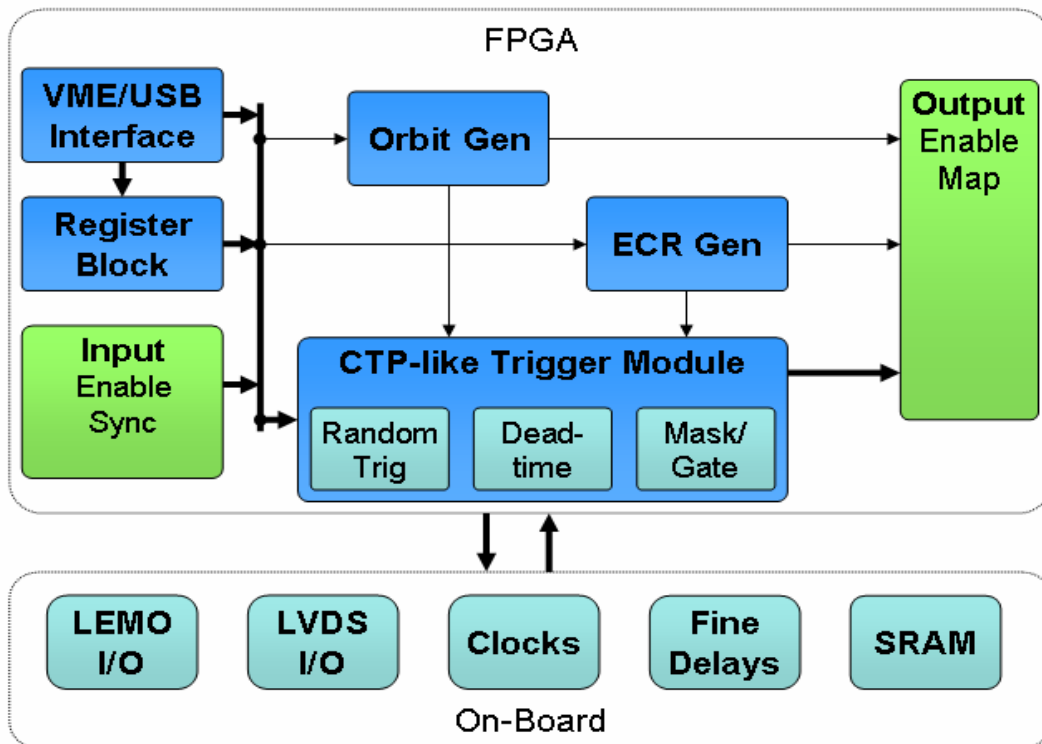 FPGA
VME/USB
Interface
Orbit Gen
Output
Enable
Map
Register
Block
ECR Gen
Input
Enable
Sync
CTP-like Trigger Module
Random
Trig
Dead-
time
Mask/
Gate
LEMO
I/O
LVDS
I/O
Clocks
Fine
Delays
SRAM
On-Board